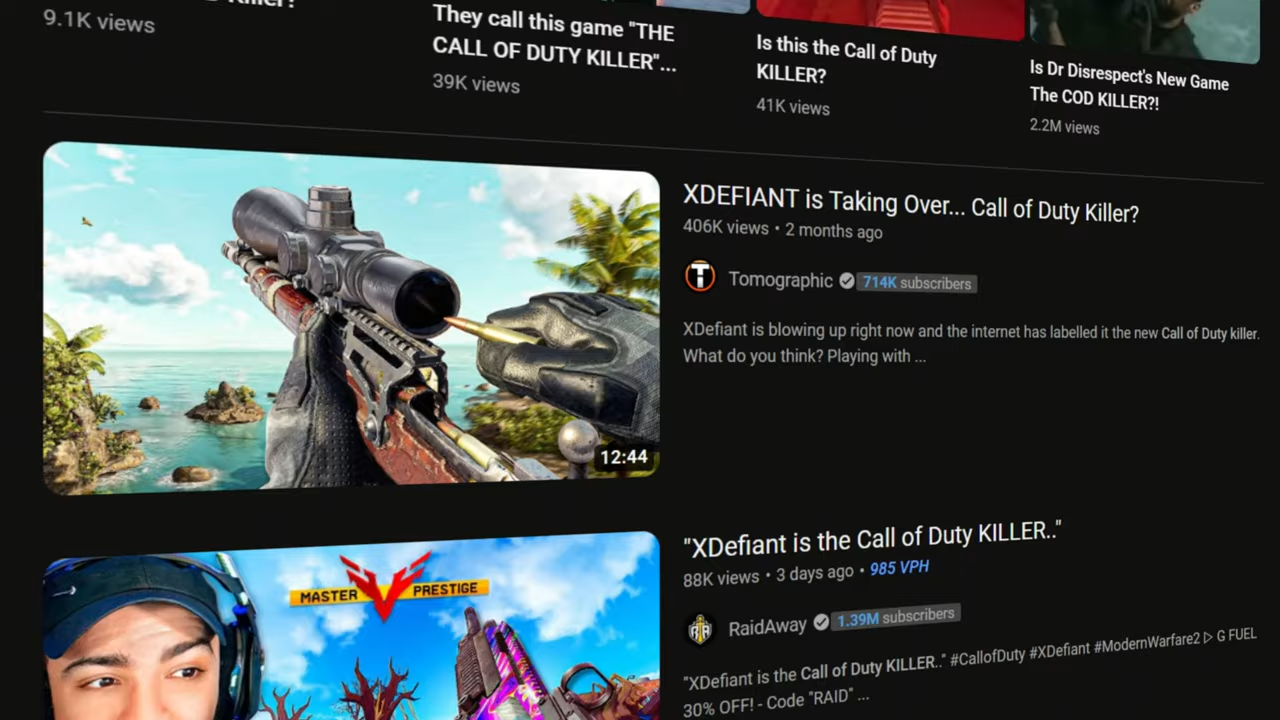 Killer?
9.1K views
They call this game "THE
CALL OF DUTY KILLER"...
39K views
Is this the Call of Duty
KILLER?
41K views
Is Dr Disrespect's New Game
The COD KILLER?!
2.2M views
12:44
XDEFIANT is Taking Over... Call of Duty Killer?
406K views • 2 months ago
T
Tomographic
714K subscribers
XDefiant is blowing up right now and the internet has labelled it the new Call of Duty killer.
What do you think? Playing with ...
MASTER PRESTIGE
"XDefiant is the Call of Duty KILLER.."
88K views • 3 days ago • 985 VPH
RaidAway
1.39M subscribers
"XDefiant is the Call of Duty KILLER.." #CallofDuty #XDefiant #ModernWarfare2 ▷ G FUEL
30% OFF! - Code "RAID" ...